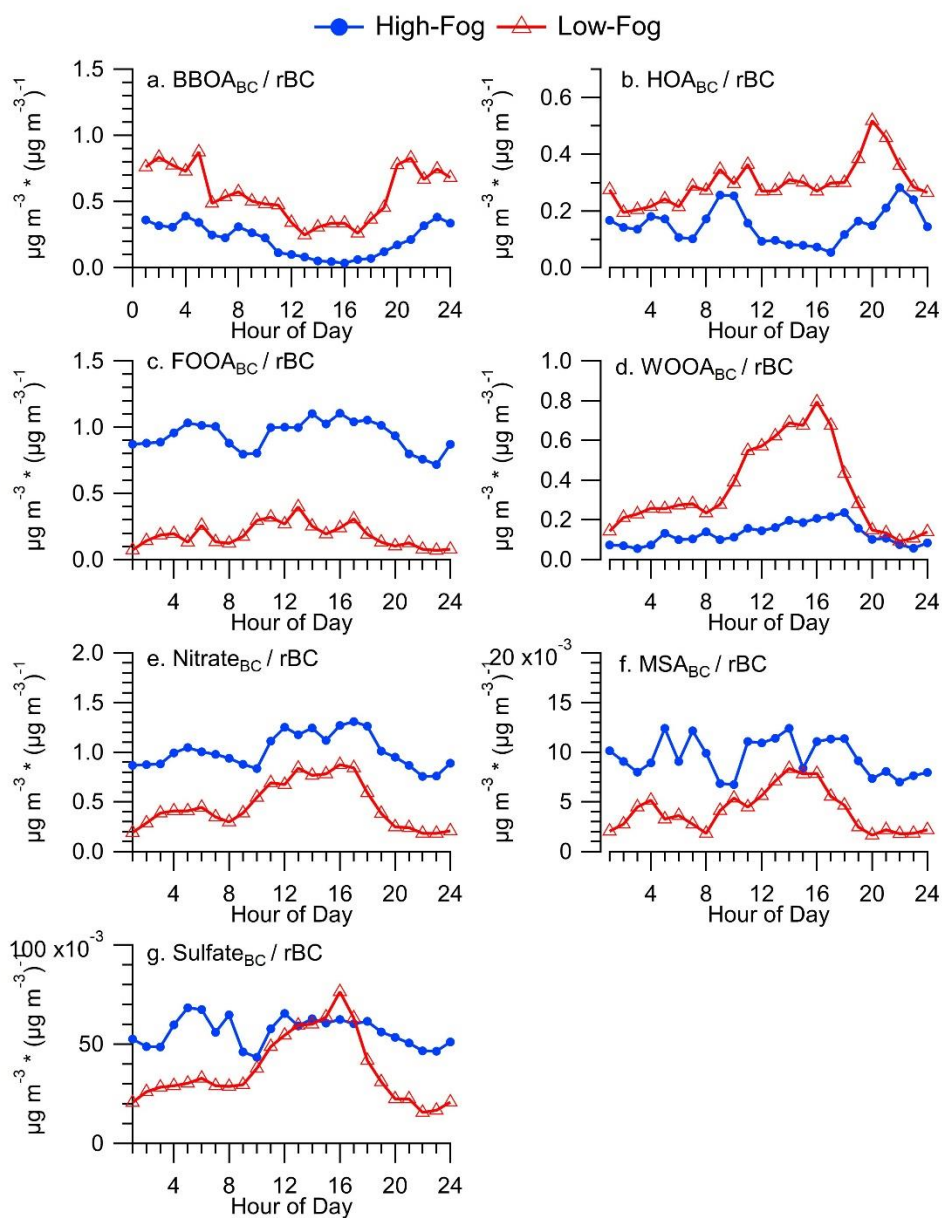 High-Fog Low-Fog
a. BBOA_BC / rBC
µg m⁻³ * (µg m⁻³)⁻¹
1.5
1.0
0.5
0.0
0 4 8 12 16 20 24
Hour of Day
b. HOA_BC / rBC
µg m⁻³ * (µg m⁻³)⁻¹
0.6
0.4
0.2
0.0
4 8 12 16 20 24
Hour of Day
c. FOOA_BC / rBC
µg m⁻³ * (µg m⁻³)⁻¹
1.5
1.0
0.5
0.0
4 8 12 16 20 24
Hour of Day
d. WOOA_BC / rBC
µg m⁻³ * (µg m⁻³)⁻¹
1.0
0.8
0.6
0.4
0.2
0.0
4 8 12 16 20 24
Hour of Day
e. Nitrate_BC / rBC
µg m⁻³ * (µg m⁻³)⁻¹
2.0
1.5
1.0
0.5
0.0
4 8 12 16 20 24
Hour of Day
f. MSA_BC / rBC
µg m⁻³ * (µg m⁻³)⁻¹
20 x10⁻³
15
10
5
0
4 8 12 16 20 24
Hour of Day
g. Sulfate_BC / rBC
µg m⁻³ * (µg m⁻³)⁻¹
100 x10⁻³
50
0
4 8 12 16 20 24
Hour of Day